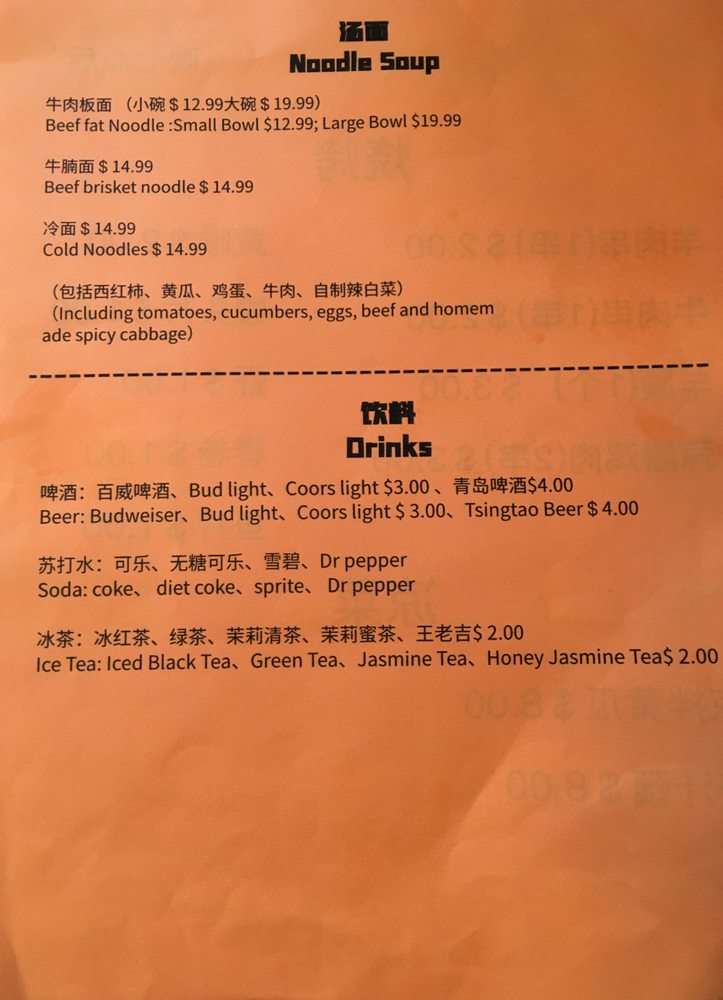 汤面
Noodle Soup
牛肉板面 （小碗＄12.99大碗＄19.99）
Beef fat Noodle :Small Bowl $12.99; Large Bowl $19.99
牛腩面＄14.99
Beef brisket noodle＄14.99
冷面＄14.99
Cold Noodles＄14.99
（包括西红柿、黄瓜、鸡蛋、牛肉、自制辣白菜）
（Including tomatoes, cucumbers, eggs, beef and homem
ade spicy cabbage）
饮料
Drinks
啤酒：百威啤酒、Bud light、Coors light $3.00 、青岛啤酒$4.00
Beer: Budweiser、Bud light、Coors light＄3.00、Tsingtao Beer＄4.00
苏打水：可乐、无糖可乐、雪碧、Dr pepper
Soda: coke、 diet coke、sprite、 Dr pepper
冰茶：冰红茶、绿茶、茉莉清茶、茉莉蜜茶、王老吉$ 2.00
Ice Tea: Iced Black Tea、Green Tea、Jasmine Tea、Honey Jasmine Tea$ 2.00